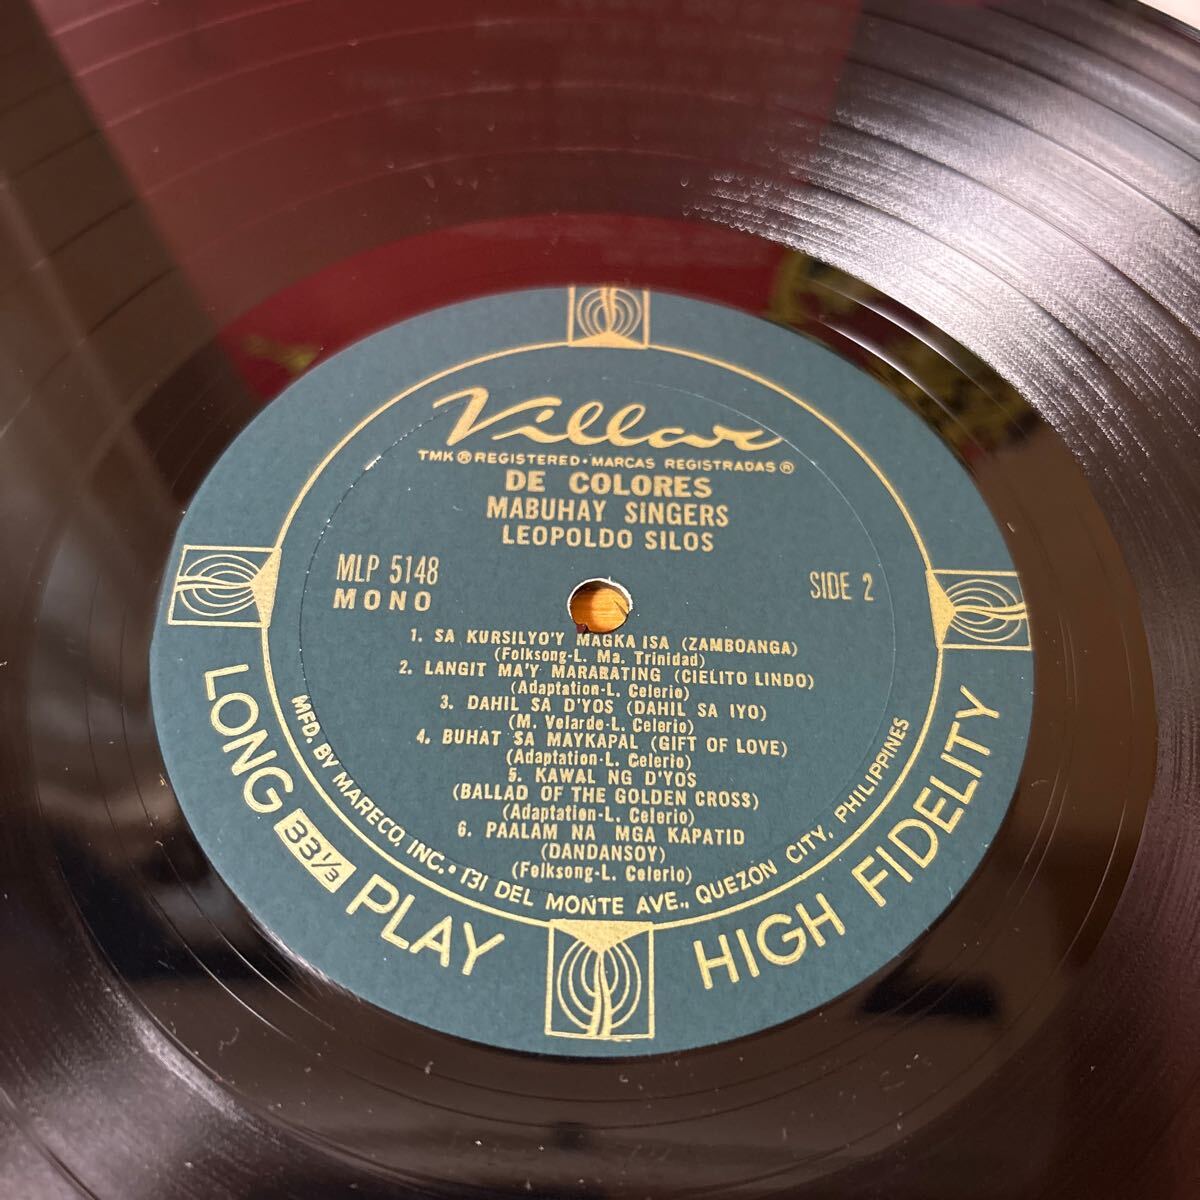 Villar
TMK ® REGISTERED • MARCAS REGISTRADAS ®
DE COLORES
MABUHAY SINGERS
LEOPOLDO SILOS
MLP 5148
MONO
SIDE 2
1. SA KURSILYO'Y MAGKA ISA (ZAMBOANGA)
(Folksong-L. Ma. Trinidad)
2. LANGIT MA'Y MARARATING (CIELITO LINDO)
(Adaptation-L. Celerio)
3. DAHIL SA D'YOS (DAHIL SA IYO)
(M. Velarde-L. Celerio)
4. BUHAT SA MAYKAPAL (GIFT OF LOVE)
(Adaptation-L. Celerio)
5. KAWAL NG D'YOS
(BALLAD OF THE GOLDEN CROSS)
(Adaptation-L. Celerio)
6. PAALAM NA MGA KAPATID
(DANDANSOY)
(Folksong-L. Celerio)
MFD. BY MARECO, INC. • 131 DEL MONTE AVE., QUEZON CITY, PHILIPPINES
LONG 33⅓ PLAY
HIGH FIDELITY